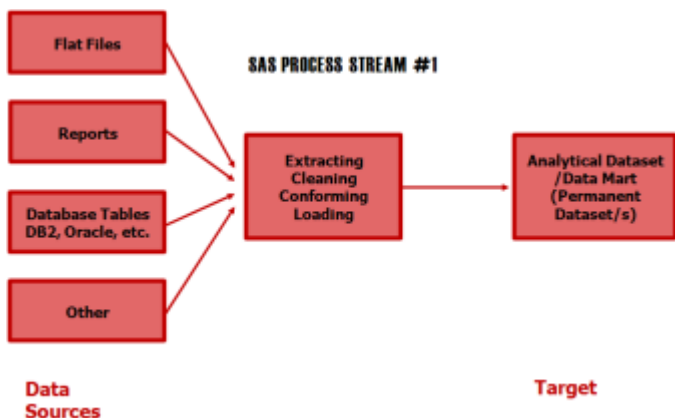 Flat Files
SAS PROCESS STREAM #1
Reports
Extracting
Cleaning
Conforming
Loading
Analytical Dataset
/Data Mart
(Permanent
Dataset/s)
Database Tables
DB2, Oracle, etc.
Other
Data
Sources
Target